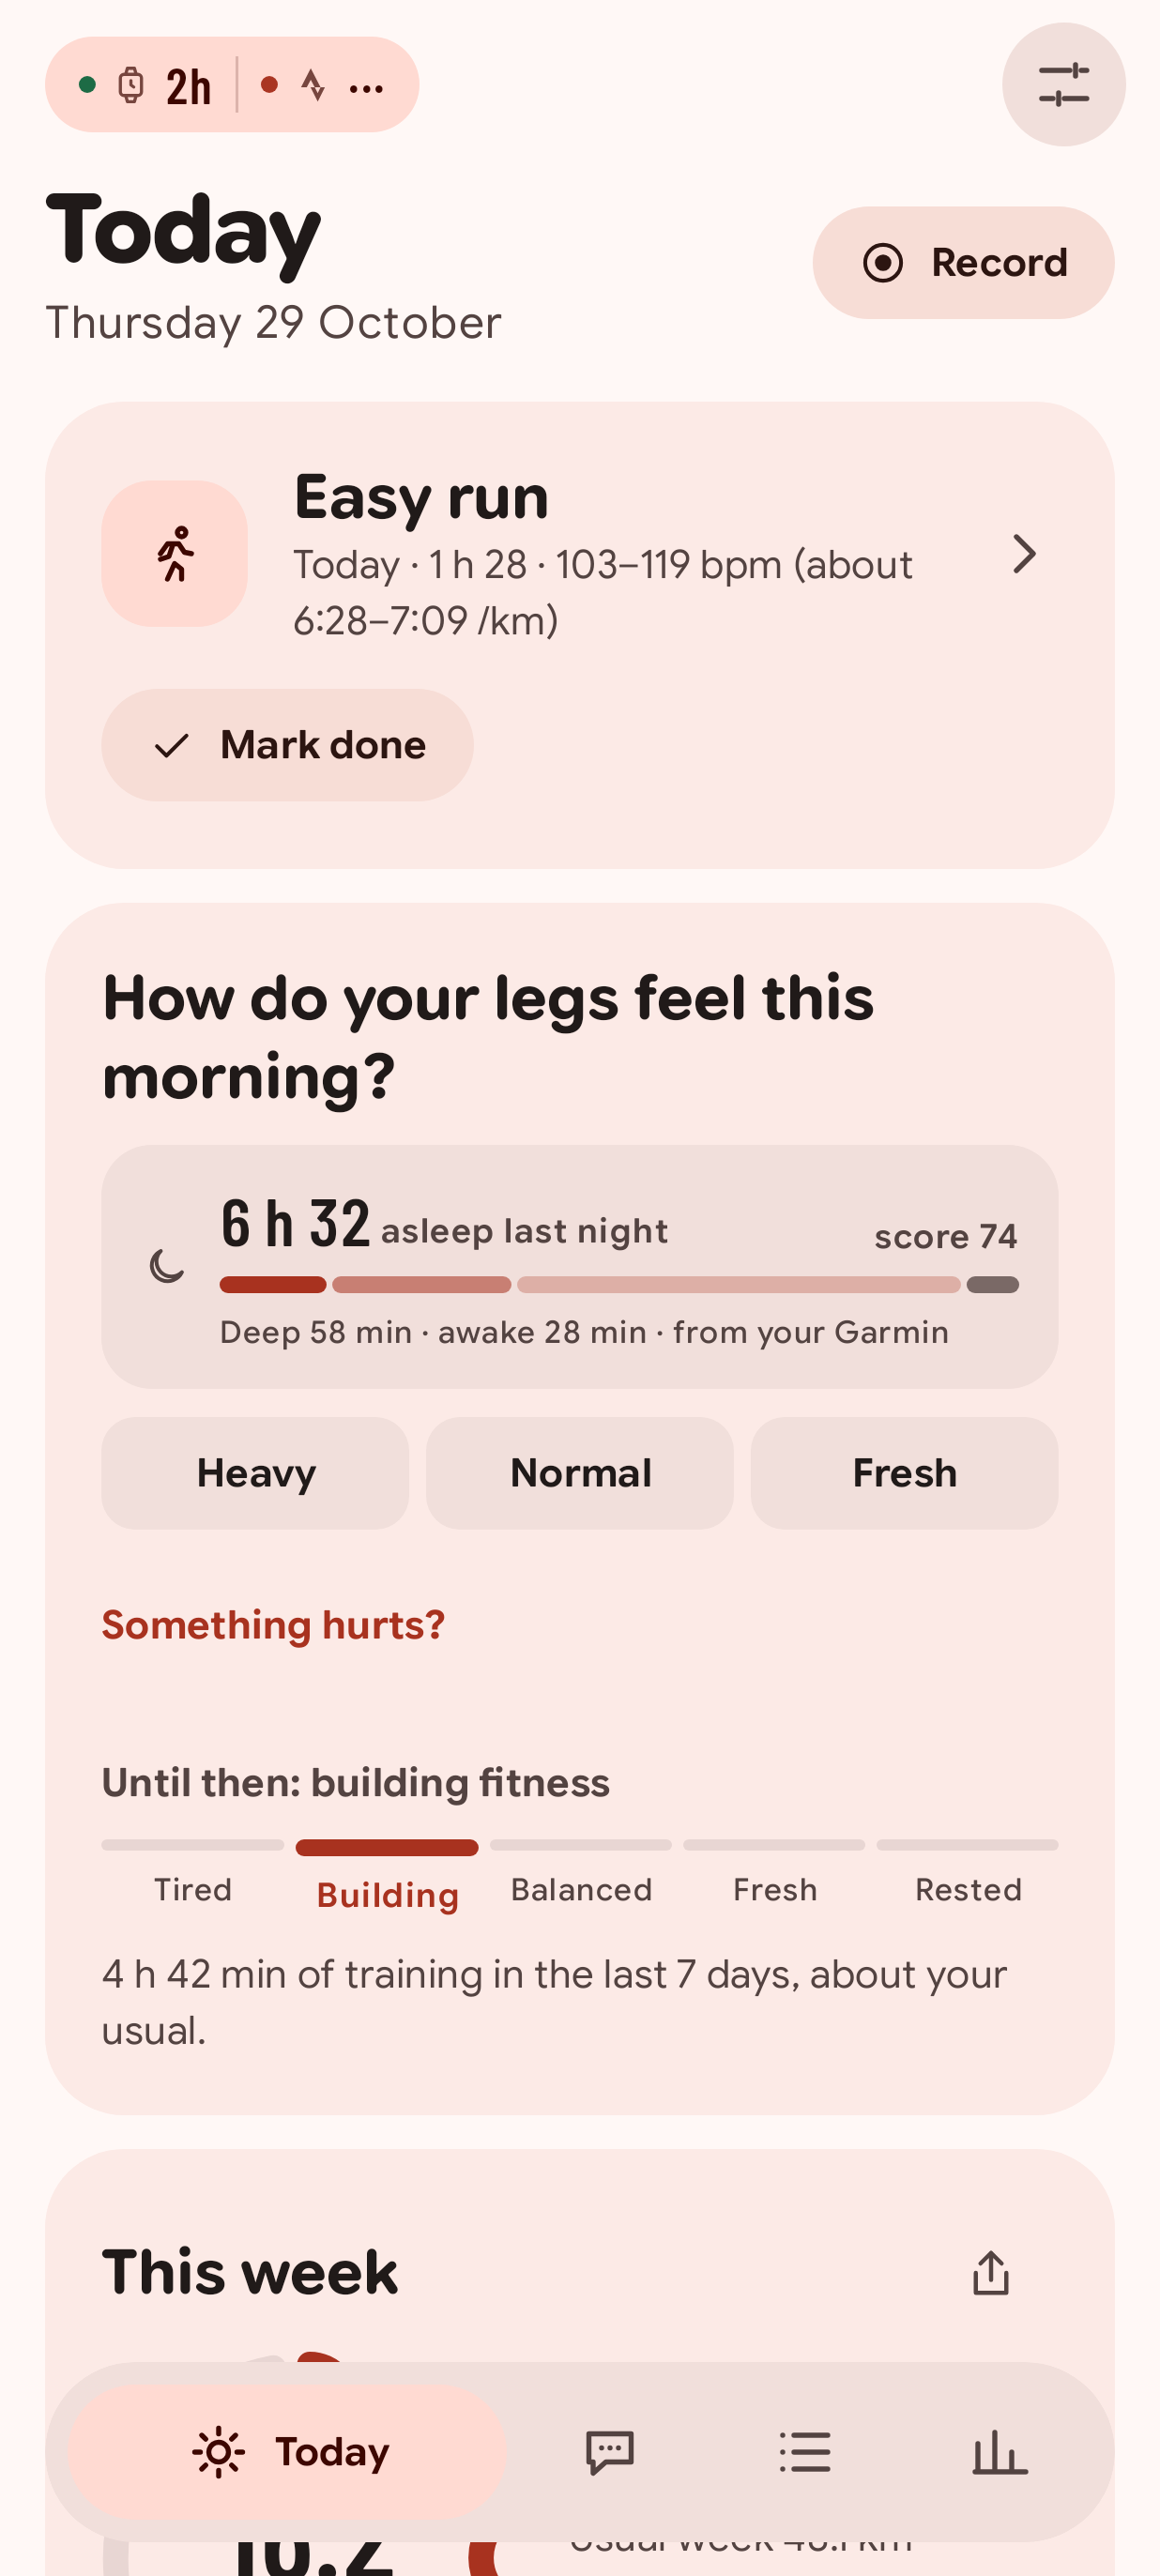 2h ...
Today
Thursday 29 October
Record
Easy run
Today · 1 h 28 · 103–119 bpm (about
6:28–7:09 /km)
Mark done
How do your legs feel this
morning?
6 h 32 asleep last night
score 74
Deep 58 min · awake 28 min · from your Garmin
Heavy
Normal
Fresh
Something hurts?
Until then: building fitness
Tired
Building
Balanced
Fresh
Rested
4 h 42 min of training in the last 7 days, about your
usual.
This week
Today